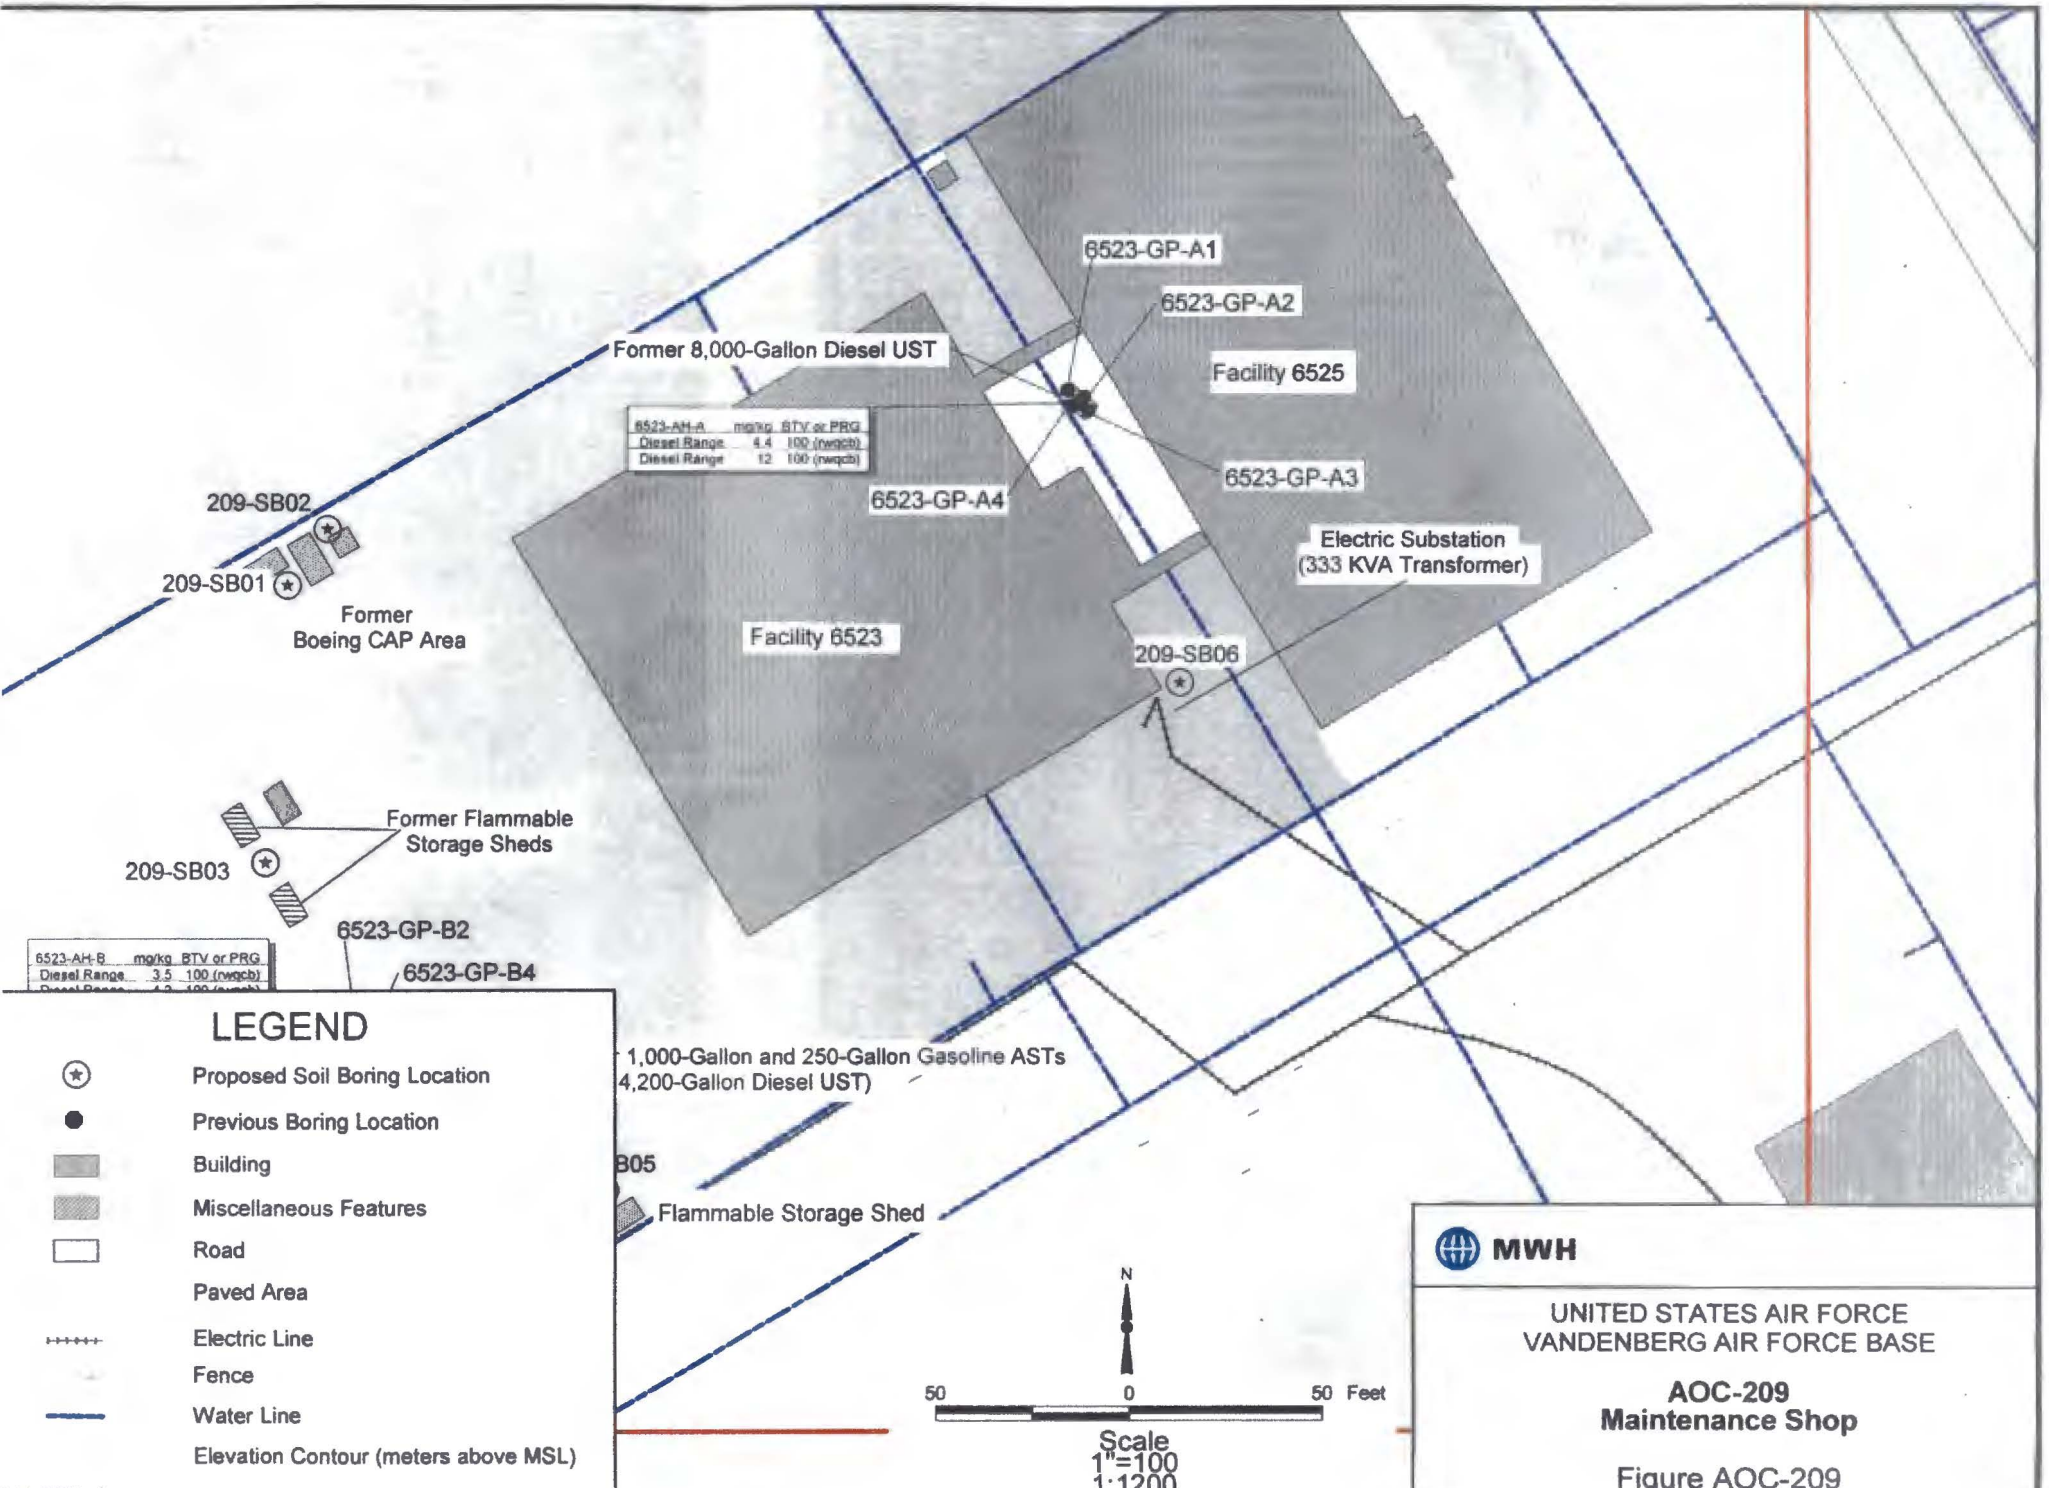 6523-GP-A1
6523-GP-A2
Former 8,000-Gallon Diesel UST
Facility 6525
6523-AH-A mg/kg BTV or PRG
Diesel Range 4.4 100 (rwqcb)
Diesel Range 12 100 (rwqcb)
6523-GP-A3
6523-GP-A4
209-SB02
Electric Substation
(333 KVA Transformer)
209-SB01
Former
Boeing CAP Area
Facility 6523
209-SB06
Former Flammable
Storage Sheds
209-SB03
6523-GP-B2
6523-AH-B mg/kg BTV or PRG
Diesel Range 3.5 100 (rwqcb)
6523-GP-B4
LEGEND
Proposed Soil Boring Location
Previous Boring Location
Building
Miscellaneous Features
Road
Paved Area
Electric Line
Fence
Water Line
Elevation Contour (meters above MSL)
1,000-Gallon and 250-Gallon Gasoline ASTs
4,200-Gallon Diesel UST)
B05
Flammable Storage Shed
N
50 0 50 Feet
Scale
1"=100
1:1200
MWH
UNITED STATES AIR FORCE
VANDENBERG AIR FORCE BASE
AOC-209
Maintenance Shop
Figure AOC-209